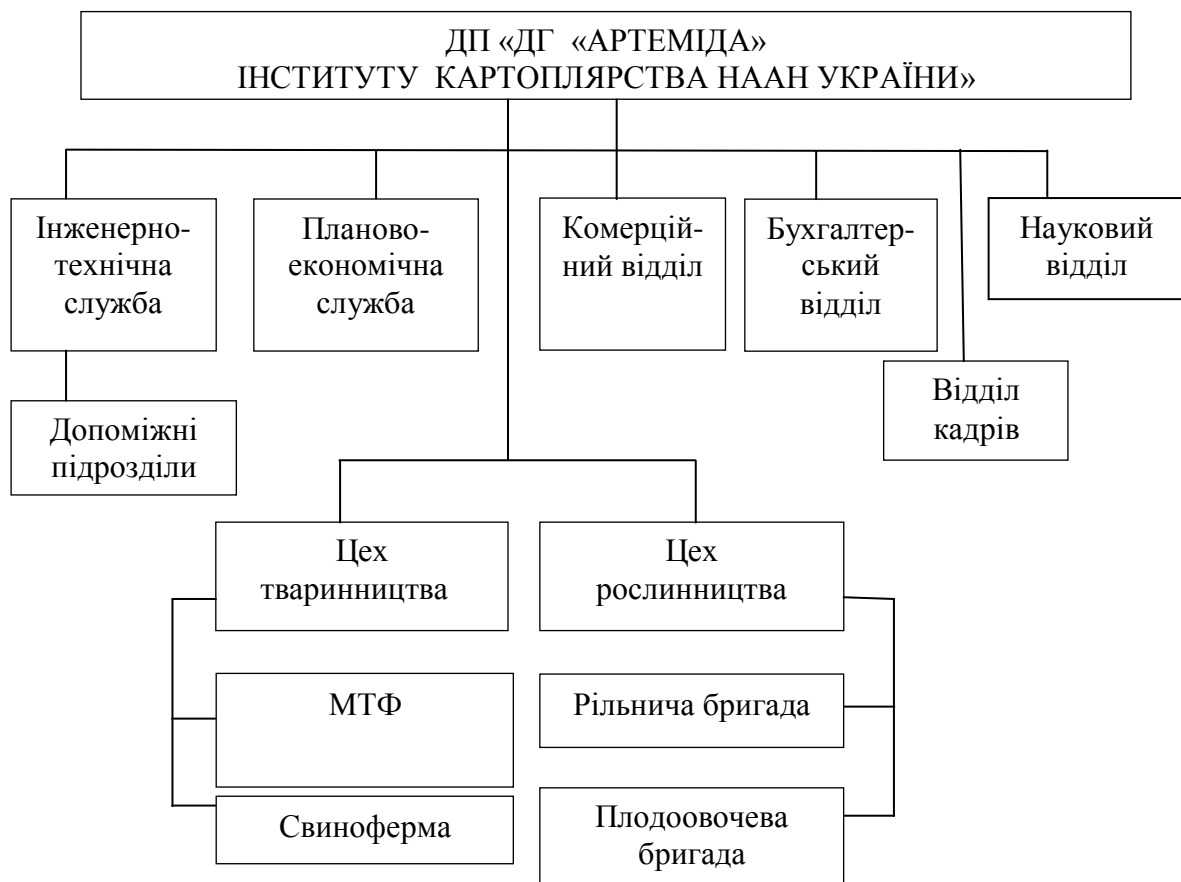 ДП «ДГ «АРТЕМІДА»
ІНСТИТУТУ КАРТОПЛЯРСТВА НААН УКРАЇНИ»
Інженерно-
технічна
служба
Планово-
економічна
служба
Комерцій-
ний відділ
Бухгалтер-
ський
відділ
Науковий
відділ
Допоміжні
підрозділи
Відділ
кадрів
Цех
тваринництва
Цех
рослинництва
МТФ
Рільнича бригада
Свиноферма
Плодоовочева
бригада